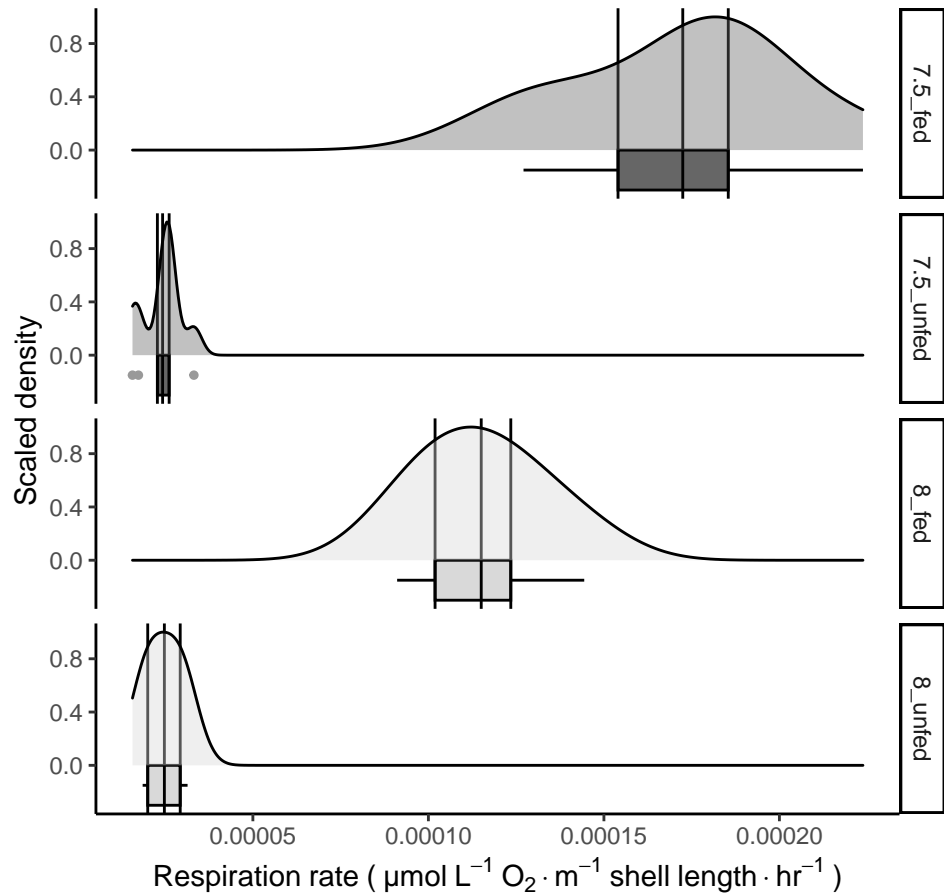 0.8
0.4
0.0
7.5_fed
0.8
0.4
0.0
7.5_unfed
0.8
0.4
0.0
8_fed
0.8
0.4
0.0
8_unfed
Scaled density
0.00005 0.00010 0.00015 0.00020
Respiration rate ( μmol L⁻¹ O₂ · m⁻¹ shell length · hr⁻¹ )